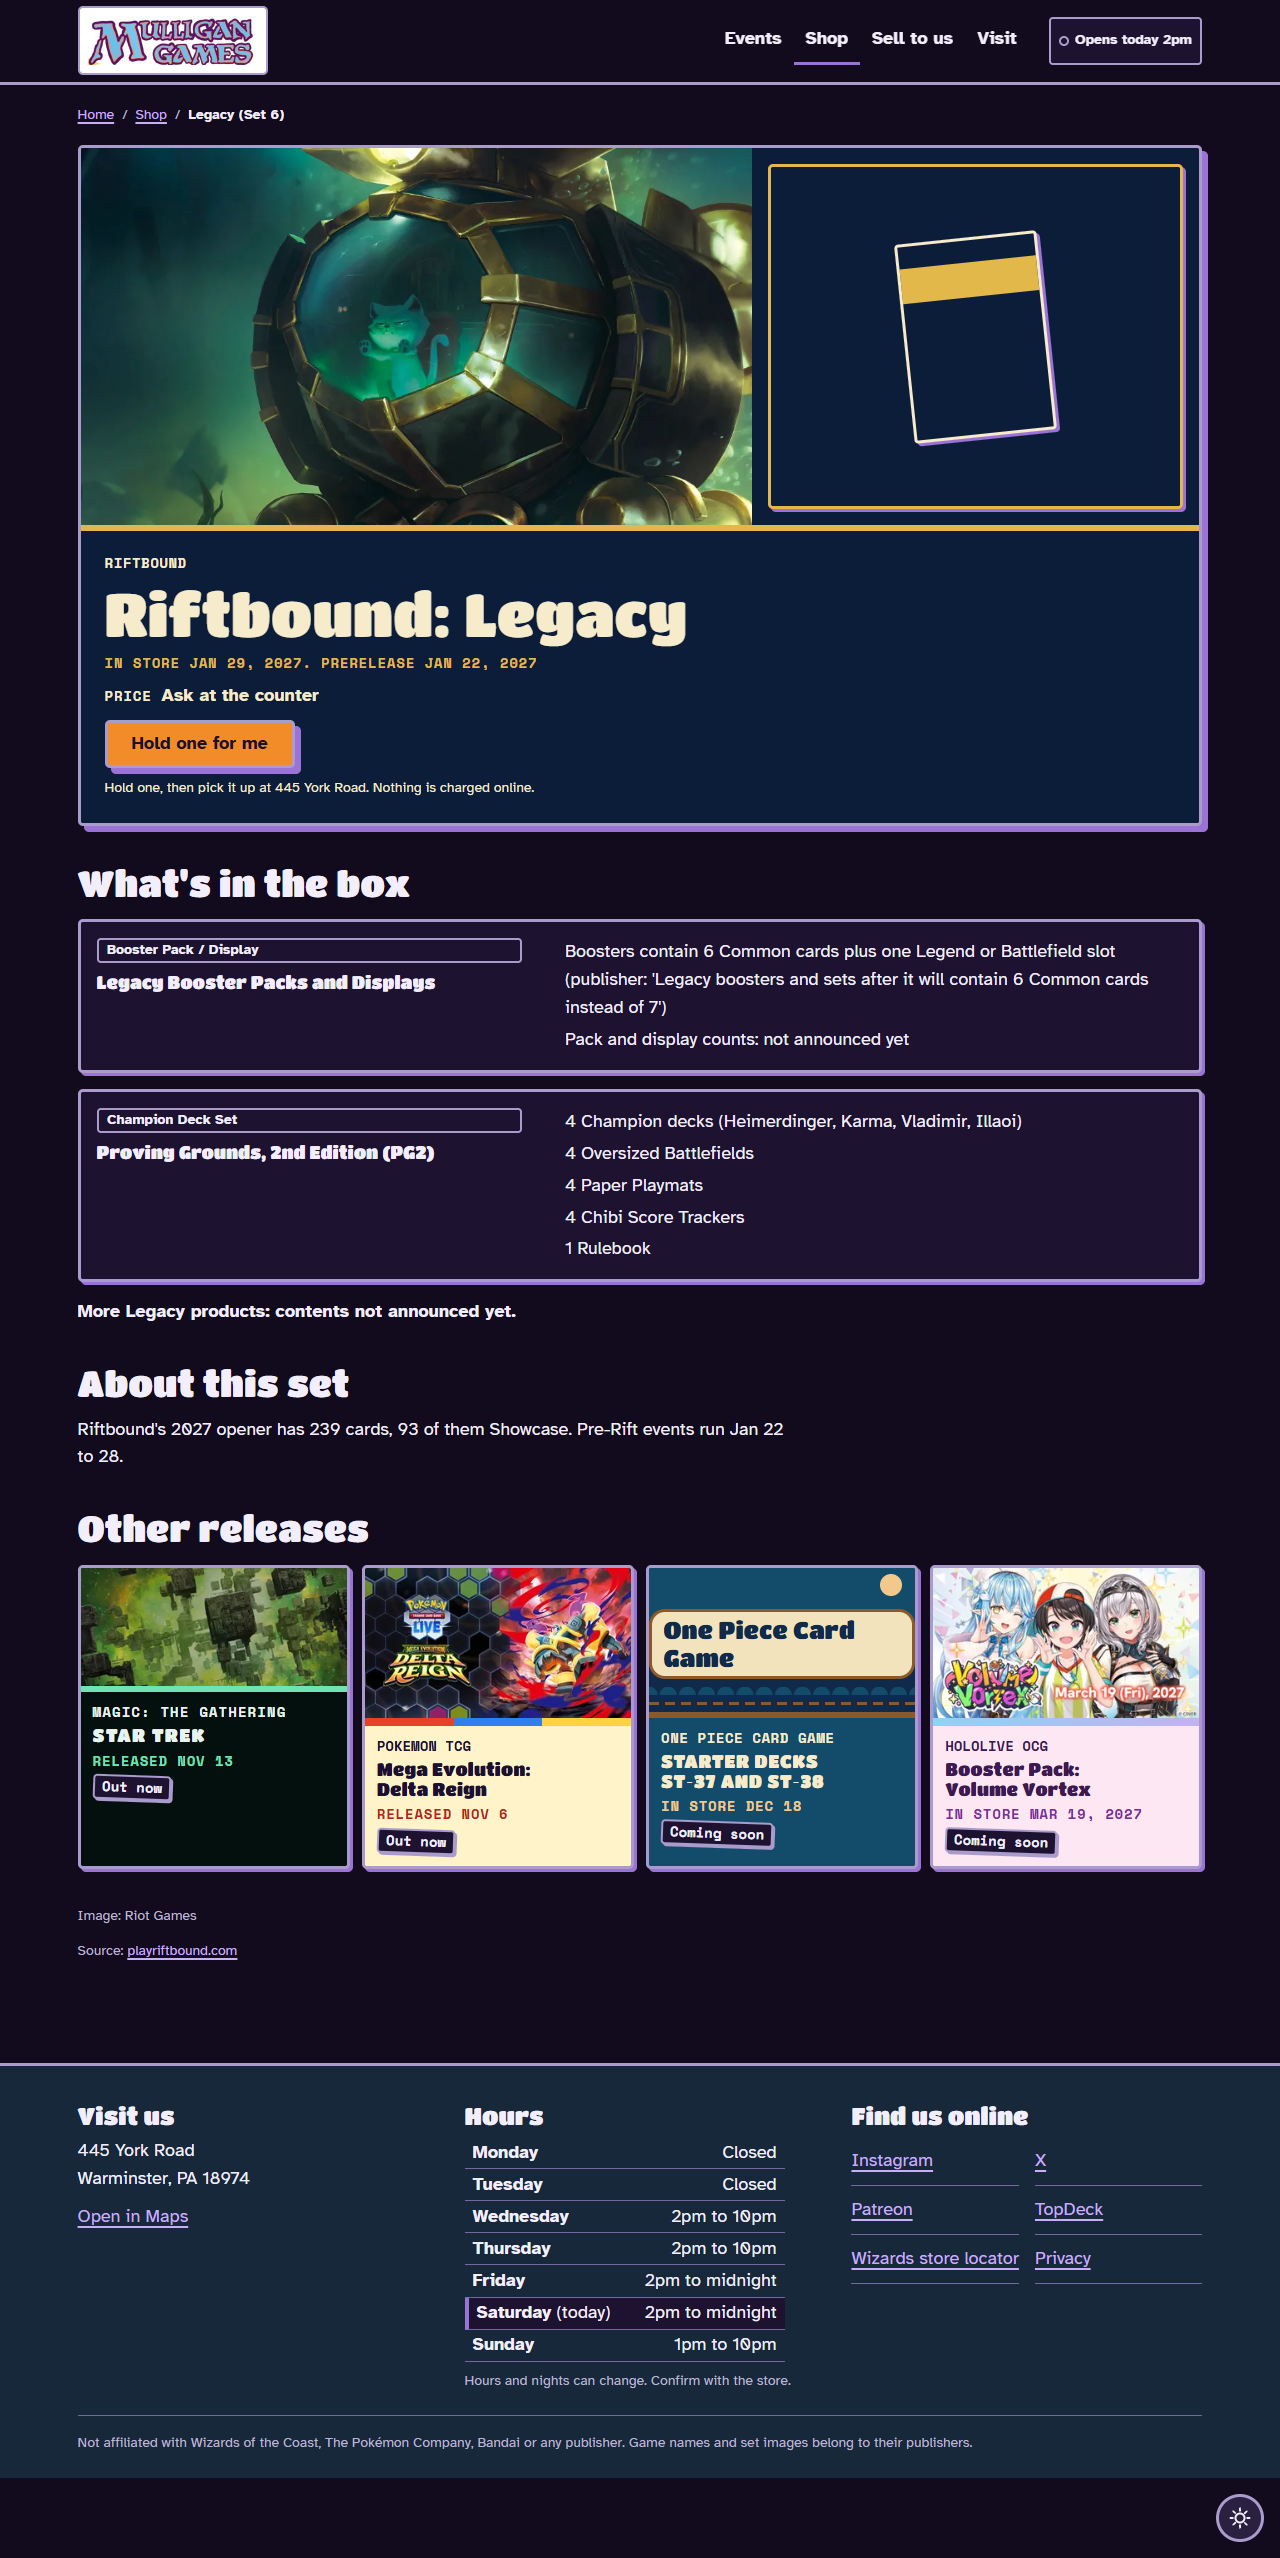 MULLIGAN
GAMES
Events
Shop
Sell to us
Visit
Opens today 2pm
Home / Shop / Legacy (Set 6)
RIFTBOUND
Riftbound: Legacy
IN STORE JAN 29, 2027. PRERELEASE JAN 22, 2027
PRICE Ask at the counter
Hold one for me
Hold one, then pick it up at 445 York Road. Nothing is charged online.
What's in the box
Booster Pack / Display
Legacy Booster Packs and Displays
Boosters contain 6 Common cards plus one Legend or Battlefield slot
(publisher: 'Legacy boosters and sets after it will contain 6 Common cards
instead of 7')
Pack and display counts: not announced yet
Champion Deck Set
Proving Grounds, 2nd Edition (PG2)
4 Champion decks (Heimerdinger, Karma, Vladimir, Illaoi)
4 Oversized Battlefields
4 Paper Playmats
4 Chibi Score Trackers
1 Rulebook
More Legacy products: contents not announced yet.
About this set
Riftbound's 2027 opener has 239 cards, 93 of them Showcase. Pre-Rift events run Jan 22
to 28.
Other releases
MAGIC: THE GATHERING
STAR TREK
RELEASED NOV 13
Out now
POKÉMON
LIVE
MEGA EVOLUTION
DELTA
REIGN
POKEMON TCG
Mega Evolution:
Delta Reign
RELEASED NOV 6
Out now
One Piece Card
Game
ONE PIECE CARD GAME
STARTER DECKS
ST-37 AND ST-38
IN STORE DEC 18
Coming soon
Volume
Vortex
March 19 (Fri), 2027
HOLOLIVE OCG
Booster Pack:
Volume Vortex
IN STORE MAR 19, 2027
Coming soon
Image: Riot Games
Source: playriftbound.com
Visit us
445 York Road
Warminster, PA 18974
Open in Maps
Hours
Monday Closed
Tuesday Closed
Wednesday 2pm to 10pm
Thursday 2pm to 10pm
Friday 2pm to midnight
Saturday (today) 2pm to midnight
Sunday 1pm to 10pm
Hours and nights can change. Confirm with the store.
Find us online
Instagram
X
Patreon
TopDeck
Wizards store locator
Privacy
Not affiliated with Wizards of the Coast, The Pokémon Company, Bandai or any publisher. Game names and set images belong to their publishers.